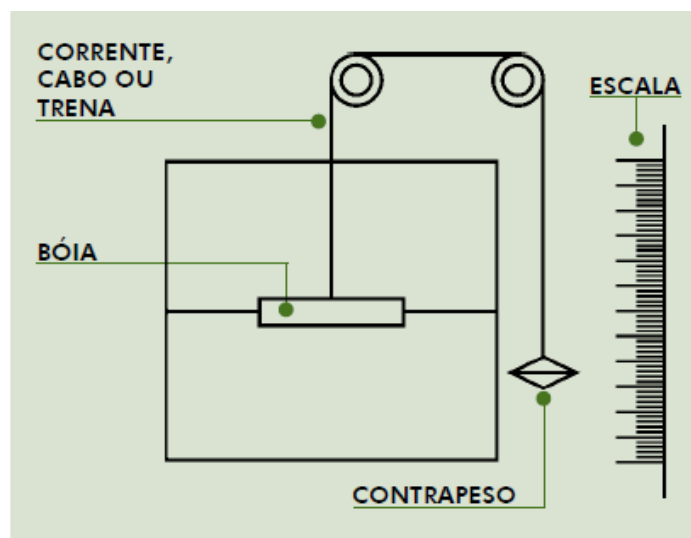 CORRENTE,
CABO OU
TRENA
ESCALA
BÓIA
CONTRAPESO